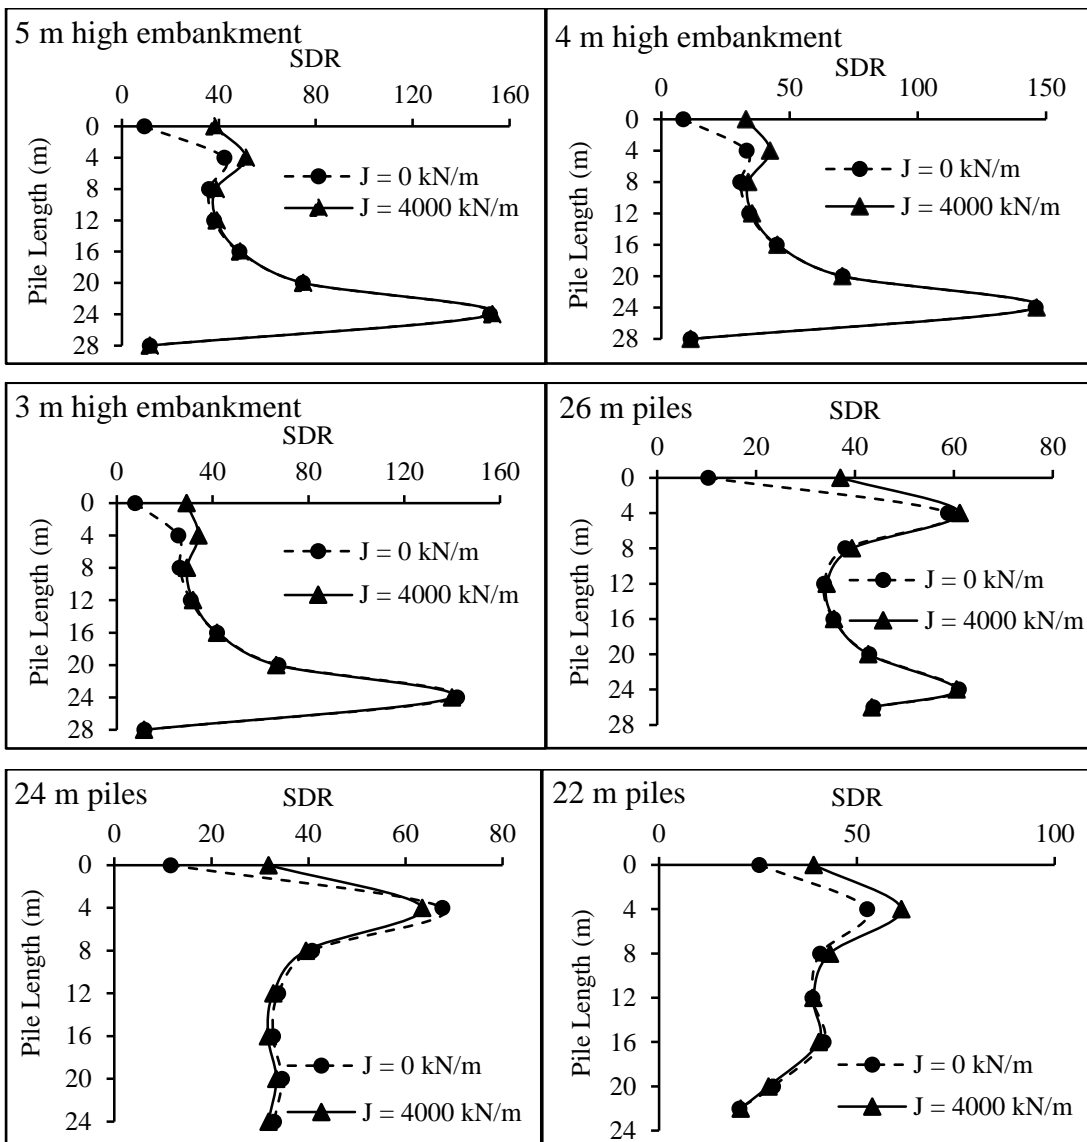 5 m high embankment
SDR
0 40 80 120 160
0
4
8
12
16
20
24
28
Pile Length (m)
J = 0 kN/m
J = 4000 kN/m
4 m high embankment
SDR
0 50 100 150
0
4
8
12
16
20
24
28
Pile Length (m)
J = 0 kN/m
J = 4000 kN/m
3 m high embankment
SDR
0 40 80 120 160
0
4
8
12
16
20
24
28
Pile Length (m)
J = 0 kN/m
J = 4000 kN/m
26 m piles
SDR
0 20 40 60 80
0
4
8
12
16
20
24
28
Pile Length (m)
J = 0 kN/m
J = 4000 kN/m
24 m piles
SDR
0 20 40 60 80
0
4
8
12
16
20
24
Pile Length (m)
J = 0 kN/m
J = 4000 kN/m
22 m piles
SDR
0 50 100
0
4
8
12
16
20
24
Pile Length (m)
J = 0 kN/m
J = 4000 kN/m